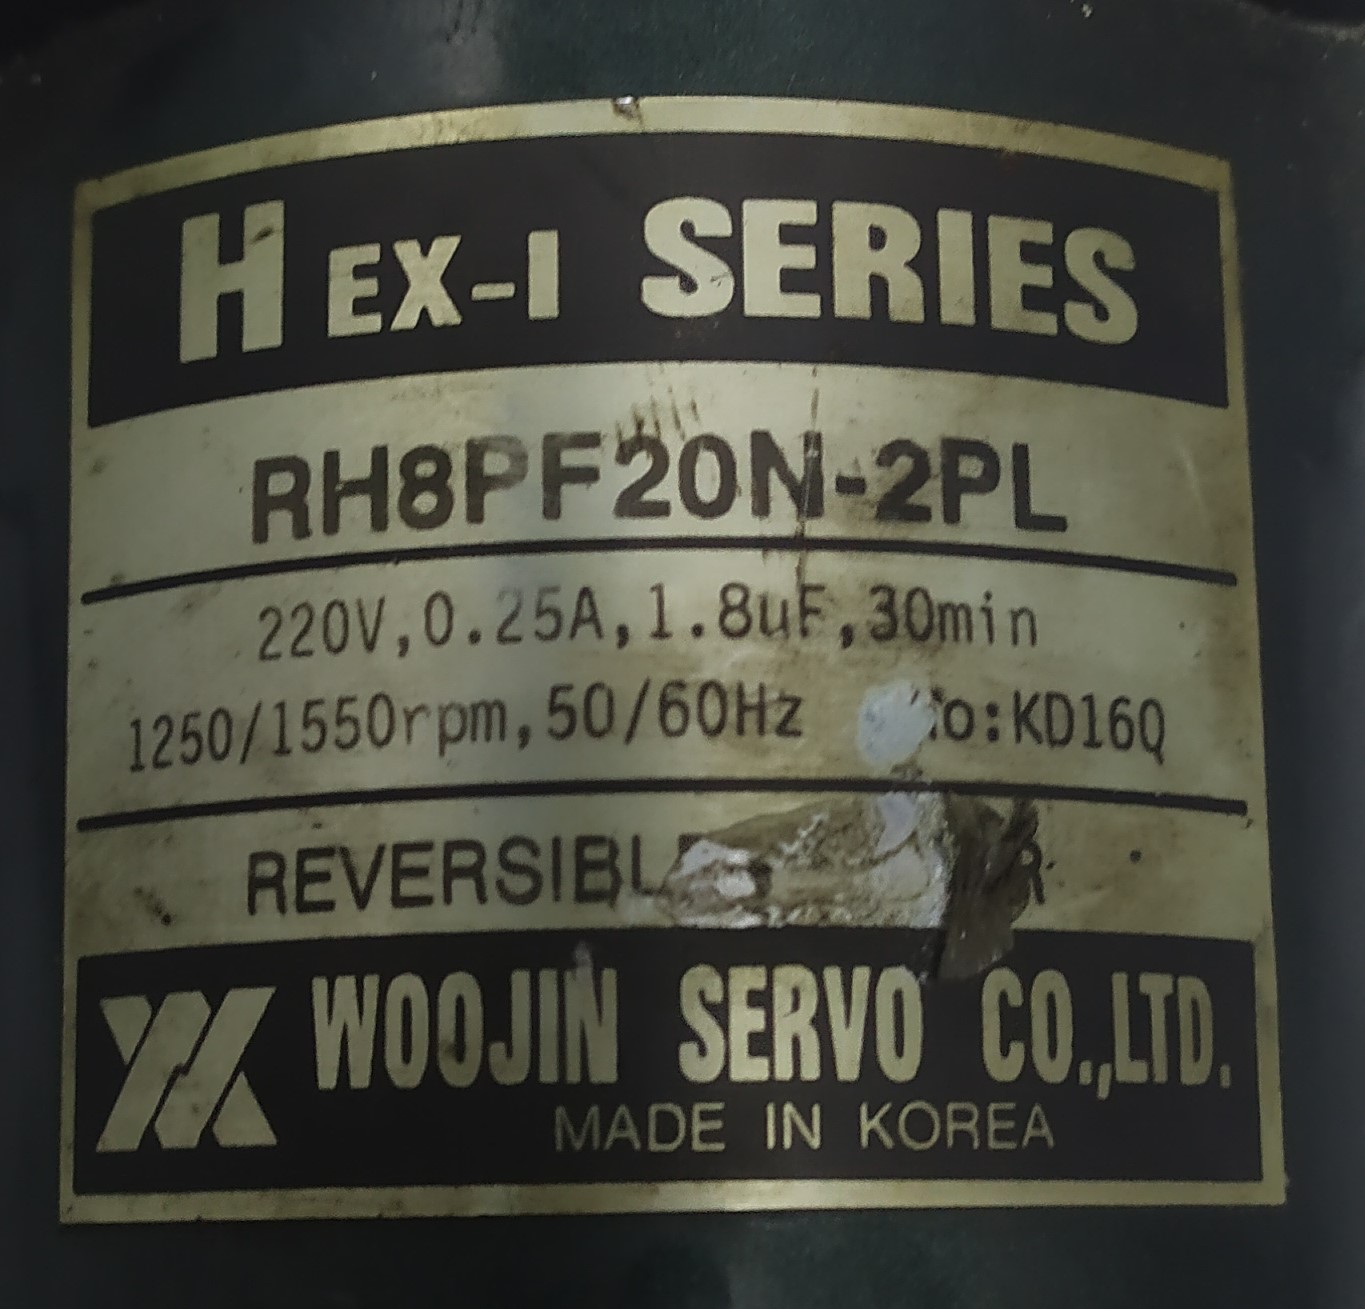 HEX-I SERIES
RH8PF20N-2PL
220V,0.25A,1.8uF,30min
1250/1550rpm,50/60Hz :KD16Q
REVERSIBLE
WOOJIN SERVO CO.,LTD.
MADE IN KOREA